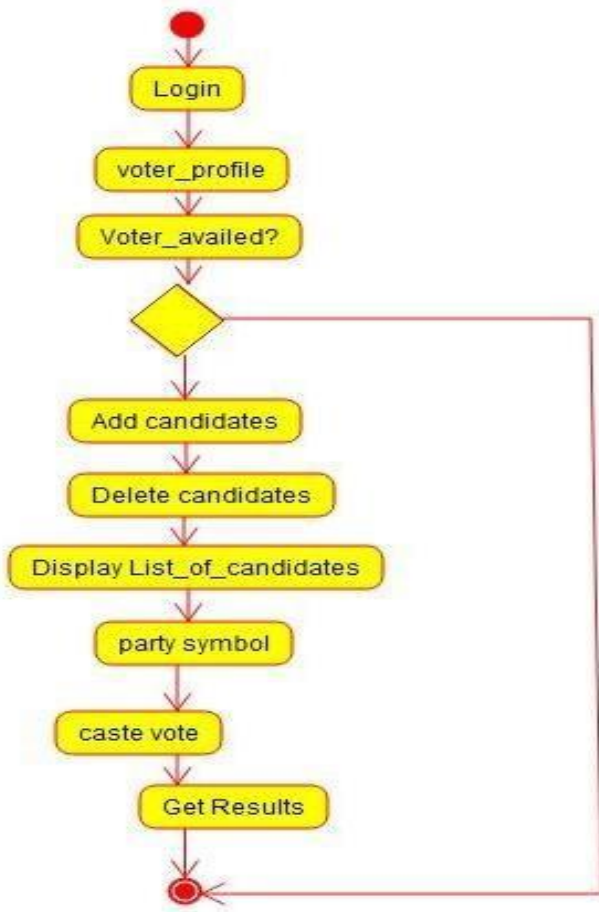 Login
voter_profile
Voter_availed?
Add candidates
Delete candidates
Display List_of_candidates
party symbol
caste vote
Get Results